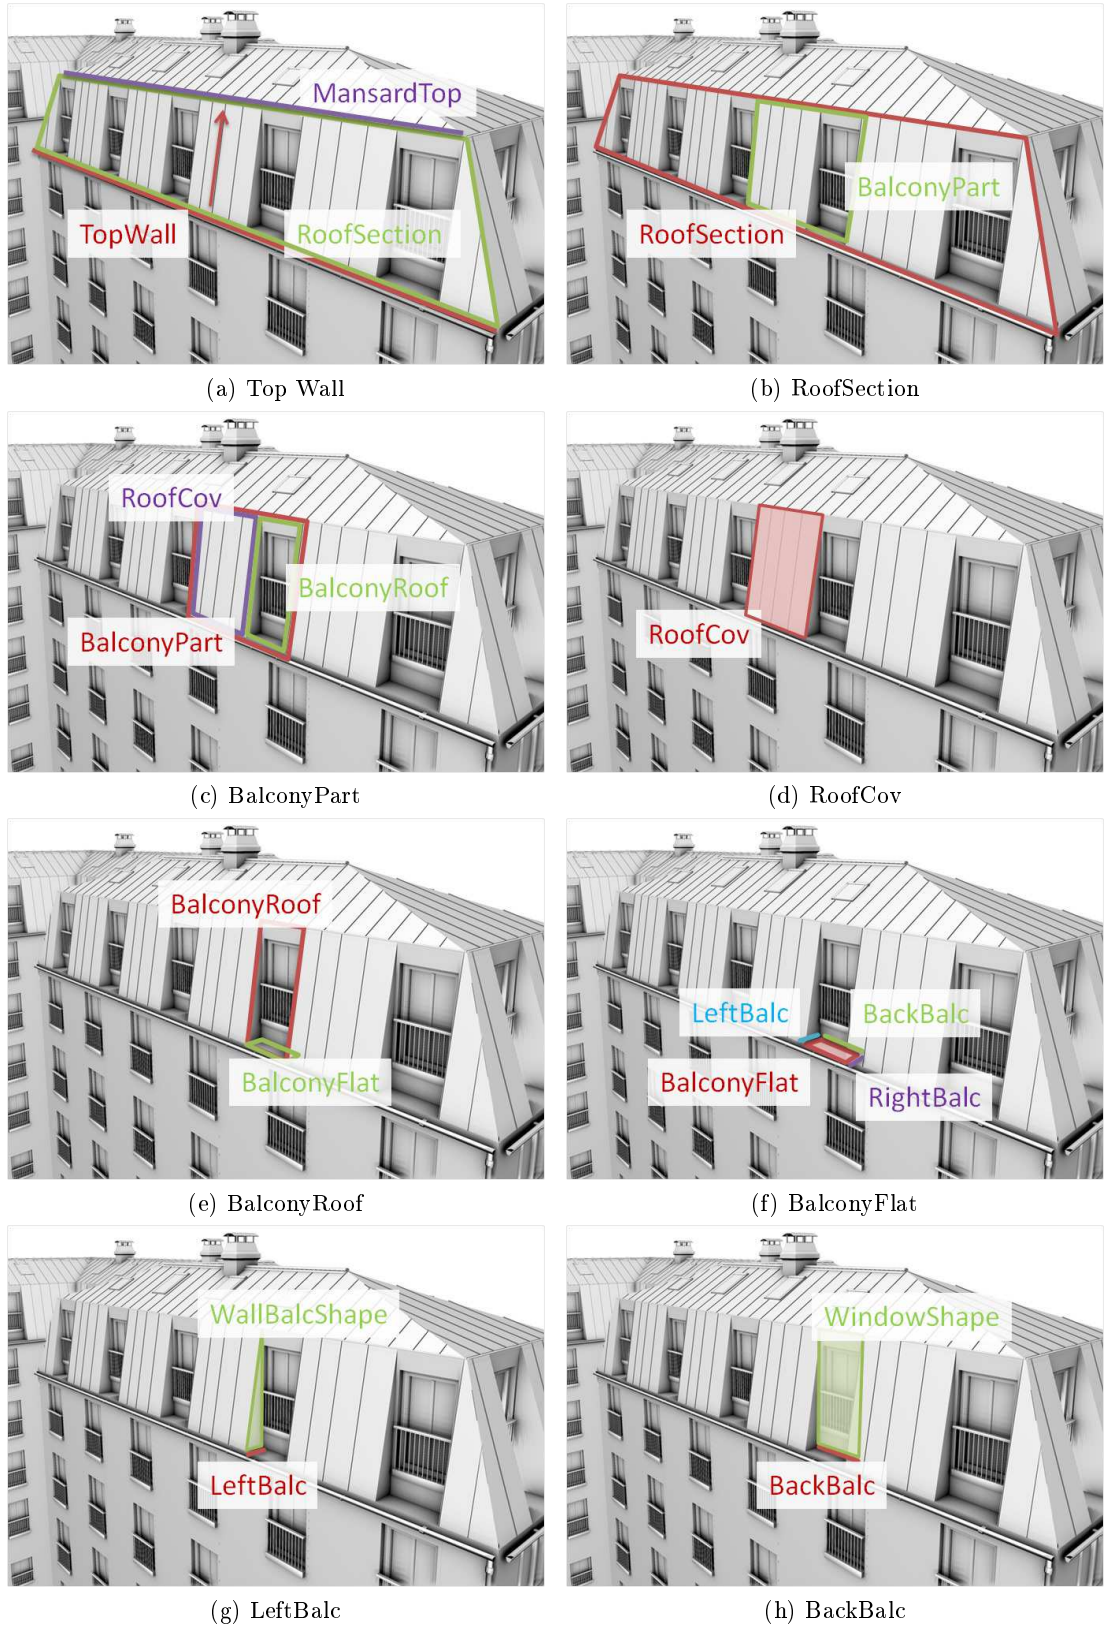 MansardTop
TopWall
RoofSection
(a) Top Wall
BalconyPart
RoofSection
(b) RoofSection
RoofCov
BalconyRoof
BalconyPart
(c) BalconyPart
RoofCov
(d) RoofCov
BalconyRoof
BalconyFlat
(e) BalconyRoof
LeftBalc
BackBalc
BalconyFlat
RightBalc
(f) BalconyFlat
WallBalcShape
LeftBalc
(g) LeftBalc
WindowShape
BackBalc
(h) BackBalc